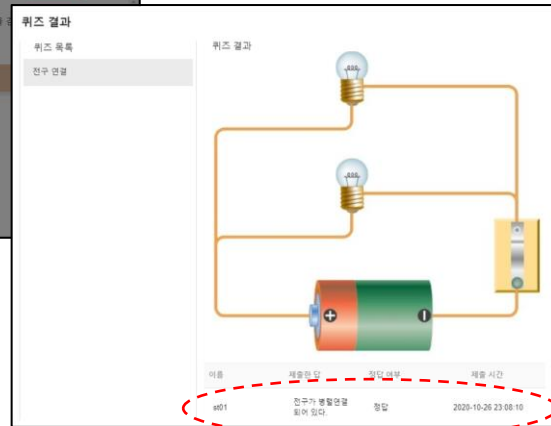 퀴즈 결과
퀴즈 목록
퀴즈 결과
전구 연결
+
−
이름 제출한 답 정답 여부 제출 시간
st01 전구가 병렬연결 되어 있다. 정답 2020-10-26 23:08:10